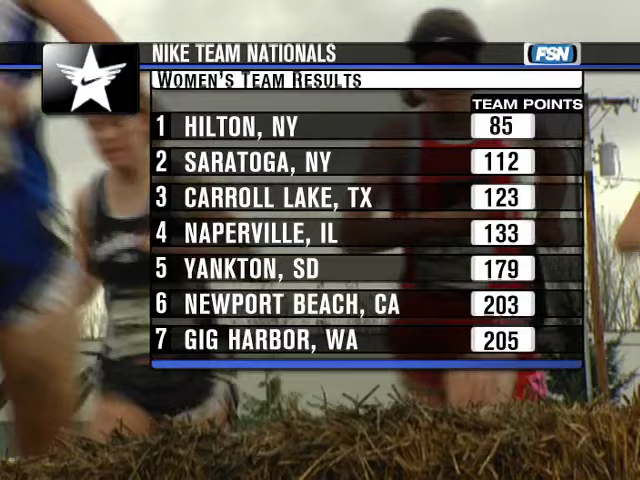 NIKE TEAM NATIONALS
FSN
WOMEN'S TEAM RESULTS
TEAM POINTS
1 HILTON, NY 85
2 SARATOGA, NY 112
3 CARROLL LAKE, TX 123
4 NAPERVILLE, IL 133
5 YANKTON, SD 179
6 NEWPORT BEACH, CA 203
7 GIG HARBOR, WA 205